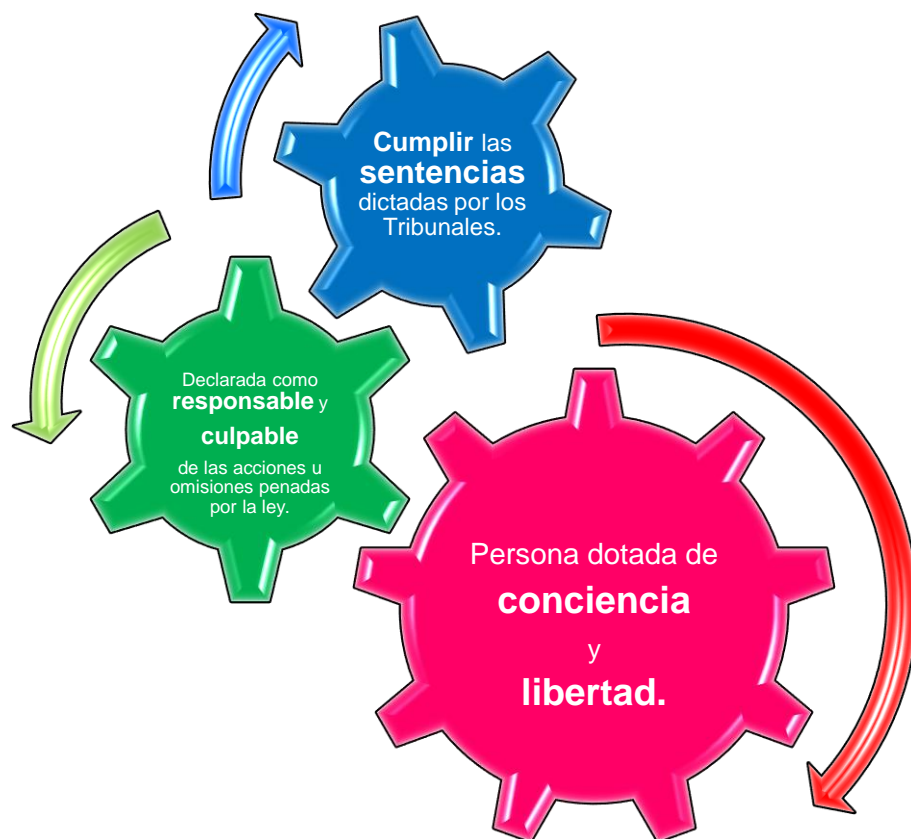 Cumplir las
sentencias
dictadas por los
Tribunales.
Declarada como
responsable y
culpable
de las acciones u
omisiones penadas
por la ley.
Persona dotada de
conciencia
y
libertad.